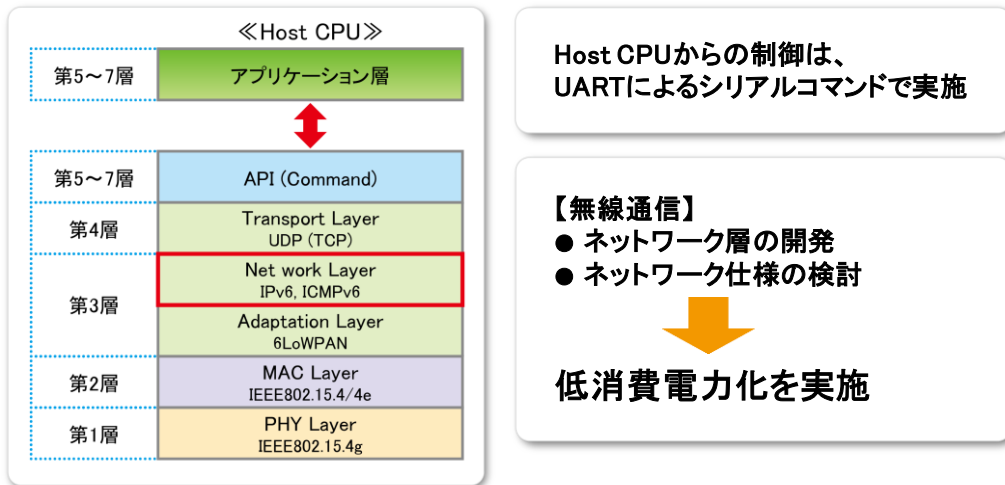 ≪Host CPU≫
第5～7層
アプリケーション層
第5～7層
API (Command)
第4層
Transport Layer
UDP (TCP)
第3層
Net work Layer
IPv6, ICMPv6
Adaptation Layer
6LoWPAN
第2層
MAC Layer
IEEE802.15.4/4e
第1層
PHY Layer
IEEE802.15.4g
Host CPUからの制御は、
UARTによるシリアルコマンドで実施
【無線通信】
● ネットワーク層の開発
● ネットワーク仕様の検討
低消費電力化を実施